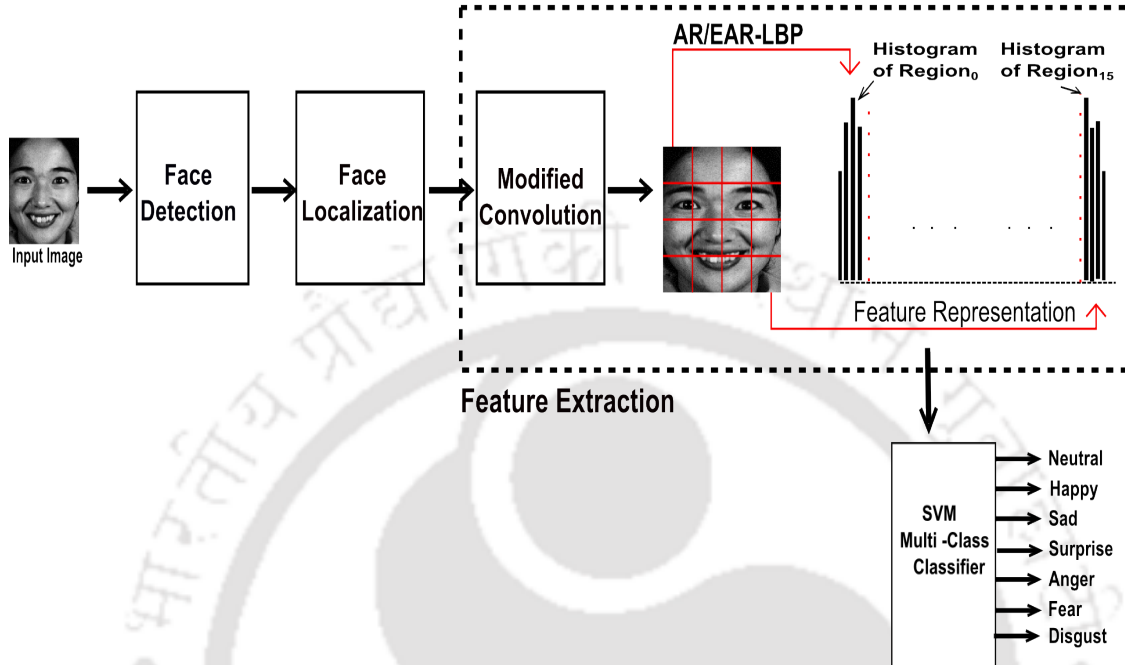 AR/EAR-LBP
Histogram
of Region₀
Histogram
of Region₁₅
Face
Detection
Face
Localization
Modified
Convolution
Input Image
. . . . . .
Feature Representation
Feature Extraction
SVM
Multi -Class
Classifier
Neutral
Happy
Sad
Surprise
Anger
Fear
Disgust